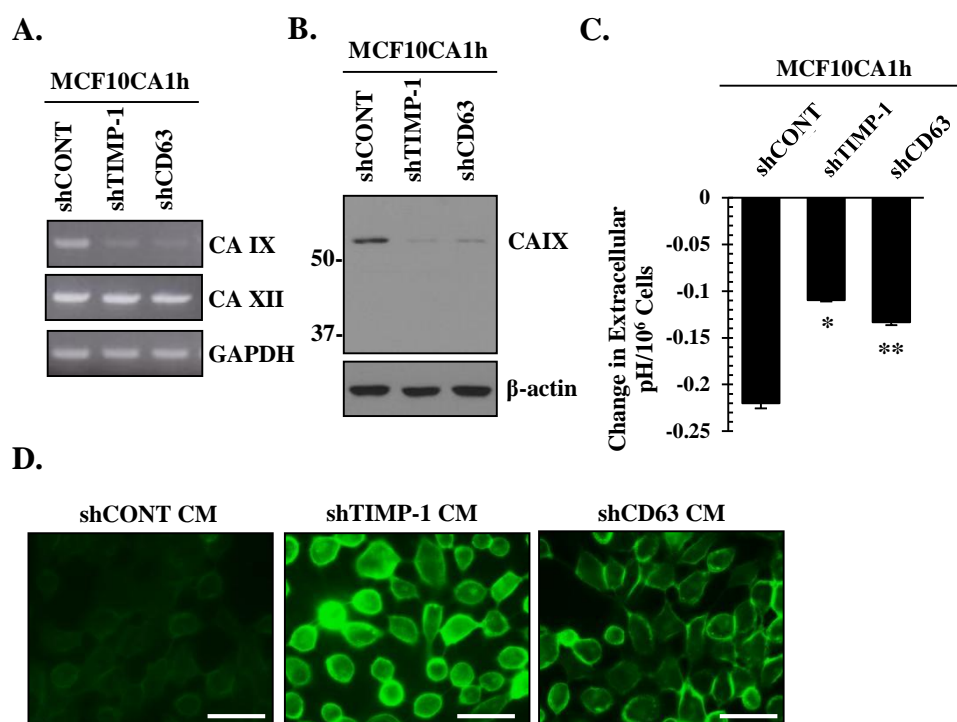 A.
MCF10CA1h
shCONT
shTIMP-1
shCD63
CA IX
CA XII
GAPDH
B.
MCF10CA1h
shCONT
shTIMP-1
shCD63
50-
37-
CAIX
β-actin
C.
MCF10CA1h
shCONT
shTIMP-1
shCD63
Change in Extracellular
pH/10⁶ Cells
0
-0.05
-0.1
-0.15
-0.2
-0.25
*
**
D.
shCONT CM
shTIMP-1 CM
shCD63 CM